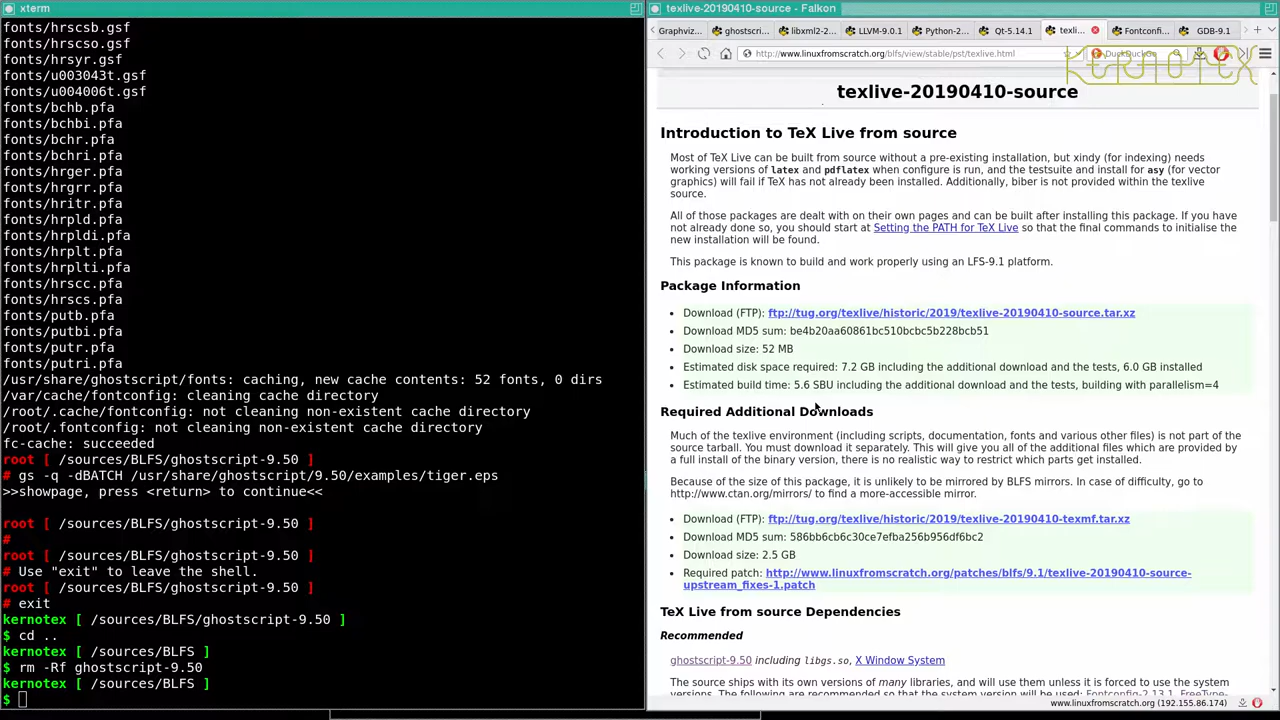 xterm
fonts/hrscsb.gsf
fonts/hrscso.gsf
fonts/hrsyr.gsf
fonts/u003043t.gsf
fonts/u004006t.gsf
fonts/bchb.pfa
fonts/bchbi.pfa
fonts/bchr.pfa
fonts/bchri.pfa
fonts/hrger.pfa
fonts/hrgrr.pfa
fonts/hritr.pfa
fonts/hrpld.pfa
fonts/hrpldi.pfa
fonts/hrplt.pfa
fonts/hrplti.pfa
fonts/hrscc.pfa
fonts/hrscs.pfa
fonts/putb.pfa
fonts/putbi.pfa
fonts/putr.pfa
fonts/putri.pfa
/usr/share/ghostscript/fonts: caching, new cache contents: 52 fonts, 0 dirs
/var/cache/fontconfig: cleaning cache directory
/root/.cache/fontconfig: not cleaning non-existent cache directory
/root/.fontconfig: not cleaning non-existent cache directory
fc-cache: succeeded
root [ /sources/BLFS/ghostscript-9.50 ]
# gs -q -dBATCH /usr/share/ghostscript/9.50/examples/tiger.eps
>>showpage, press <return> to continue<<
root [ /sources/BLFS/ghostscript-9.50 ]
#
root [ /sources/BLFS/ghostscript-9.50 ]
# Use "exit" to leave the shell.
root [ /sources/BLFS/ghostscript-9.50 ]
# exit
kernotex [ /sources/BLFS/ghostscript-9.50 ]
$ cd ..
kernotex [ /sources/BLFS ]
$ rm -Rf ghostscript-9.50
kernotex [ /sources/BLFS ]
$
texlive-20190410-source - Falkon
Graphviz... ghostscri... libxml2-2... LLVM-9.0.1 Python-2... Qt-5.14.1 texli... Fontconfi... GDB-9.1
http://www.linuxfromscratch.org/blfs/view/stable/pst/texlive.html DuckDuckGo
KERNOTEX
texlive-20190410-source
Introduction to TeX Live from source
Most of TeX Live can be built from source without a pre-existing installation, but xindy (for indexing) needs
working versions of latex and pdflatex when configure is run, and the testsuite and install for asy (for vector
graphics) will fail if TeX has not already been installed. Additionally, biber is not provided within the texlive
source.
All of those packages are dealt with on their own pages and can be built after installing this package. If you have
not already done so, you should start at Setting the PATH for TeX Live so that the final commands to initialise the
new installation will be found.
This package is known to build and work properly using an LFS-9.1 platform.
Package Information
• Download (FTP): ftp://tug.org/texlive/historic/2019/texlive-20190410-source.tar.xz
• Download MD5 sum: be4b20aa60861bc510bcbc5b228bcb51
• Download size: 52 MB
• Estimated disk space required: 7.2 GB including the additional download and the tests, 6.0 GB installed
• Estimated build time: 5.6 SBU including the additional download and the tests, building with parallelism=4
Required Additional Downloads
Much of the texlive environment (including scripts, documentation, fonts and various other files) is not part of the
source tarball. You must download it separately. This will give you all of the additional files which are provided by
a full install of the binary version, there is no realistic way to restrict which parts get installed.
Because of the size of this package, it is unlikely to be mirrored by BLFS mirrors. In case of difficulty, go to
http://www.ctan.org/mirrors/ to find a more-accessible mirror.
• Download (FTP): ftp://tug.org/texlive/historic/2019/texlive-20190410-texmf.tar.xz
• Download MD5 sum: 586bb6cb6c30ce7efba256b956df6bc2
• Download size: 2.5 GB
• Required patch: http://www.linuxfromscratch.org/patches/blfs/9.1/texlive-20190410-source-
upstream_fixes-1.patch
TeX Live from source Dependencies
Recommended
ghostscript-9.50 including libgs.so, X Window System
The source ships with its own versions of many libraries, and will use them unless it is forced to use the
system versions. The following are recommended so that the system version will be used: Fontconfig-2.13.1, FreeType-
www.linuxfromscratch.org (192.155.86.174)